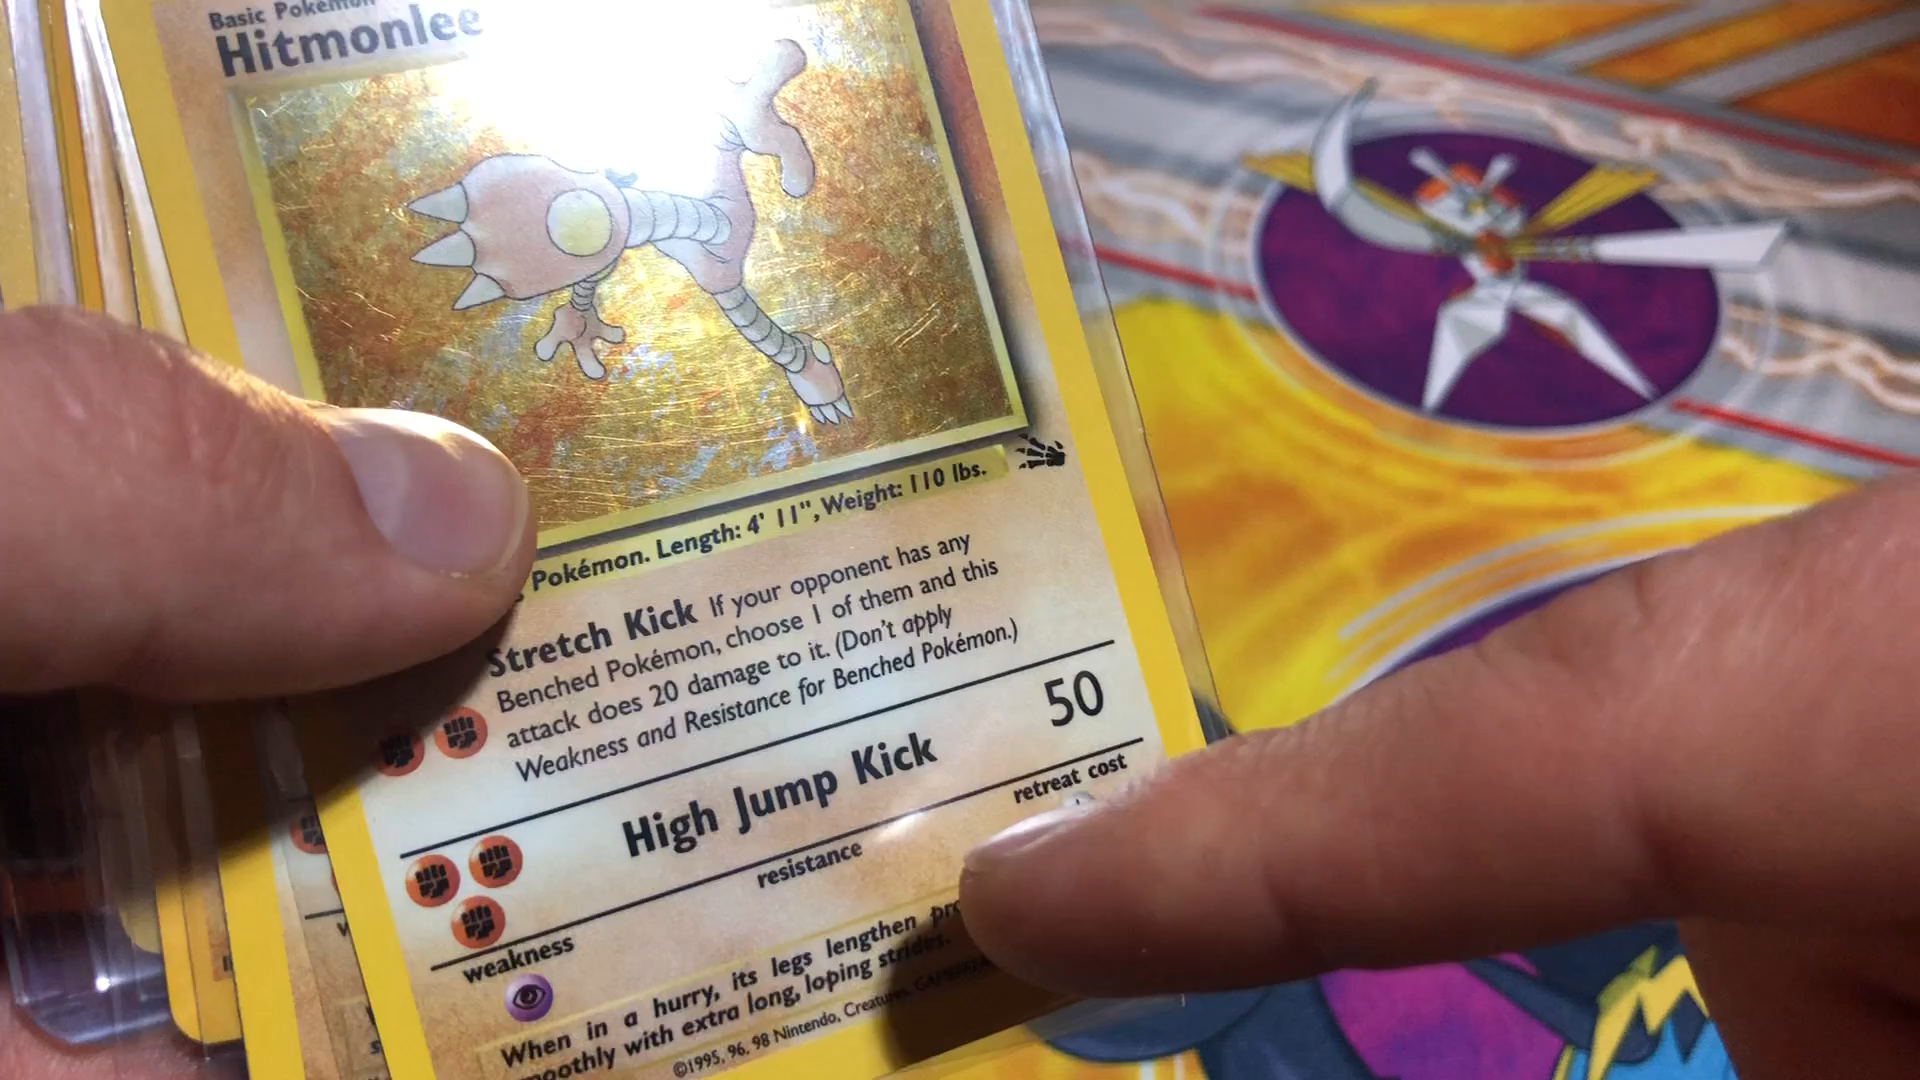 Basic Pokémon
Hitmonlee
Pokémon. Length: 4' 11", Weight: 110 lbs.
Stretch Kick If your opponent has any
Benched Pokémon, choose 1 of them and this
attack does 20 damage to it. (Don't apply
Weakness and Resistance for Benched Pokémon.)
High Jump Kick 50
weakness resistance retreat cost
When in a hurry, its legs lengthen
smoothly with extra long, loping strides.
©1995, 96, 98 Nintendo, Creatures, GAMEFREAK